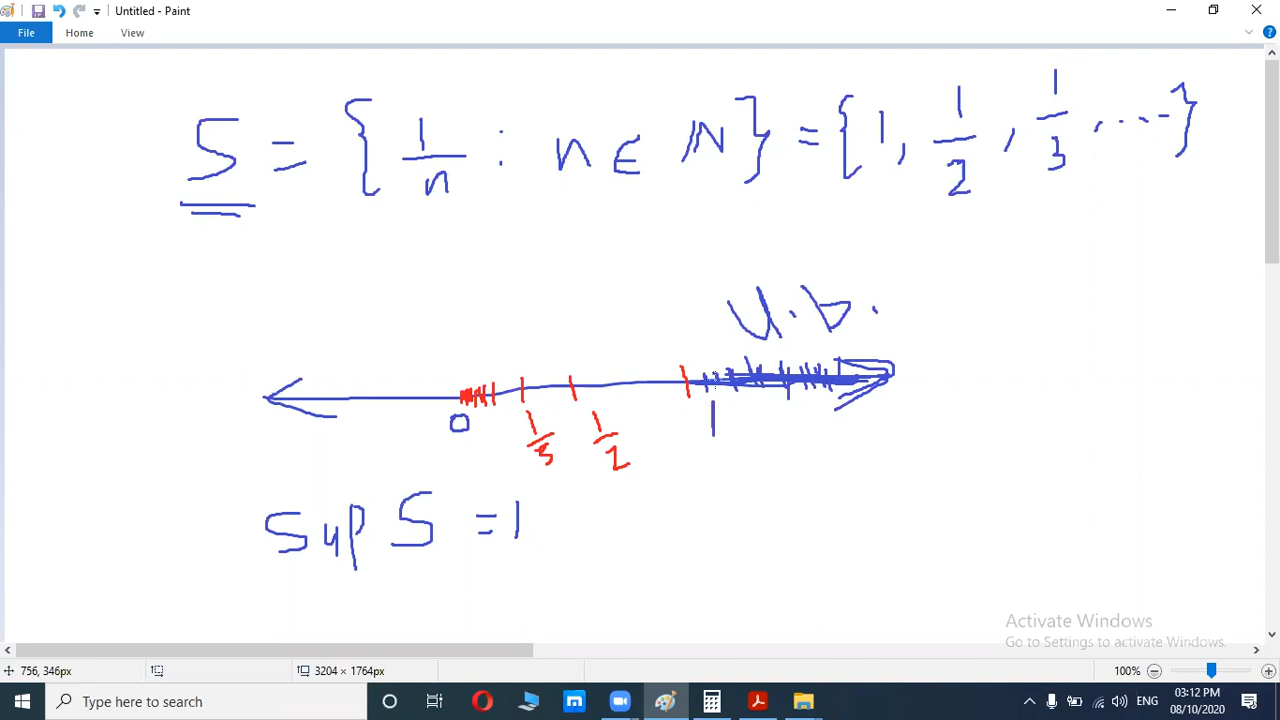 Untitled - Paint
File Home View
S = { 1/n : n ∈ ℕ } = { 1, 1/2, 1/3, ... }
U.b.
0 1/3 1/2 1
Sup S = 1
Activate Windows
Go to Settings to activate Windows.
756, 346px 3204 × 1764px 100%
Type here to search ENG 03:12 PM
08/10/2020